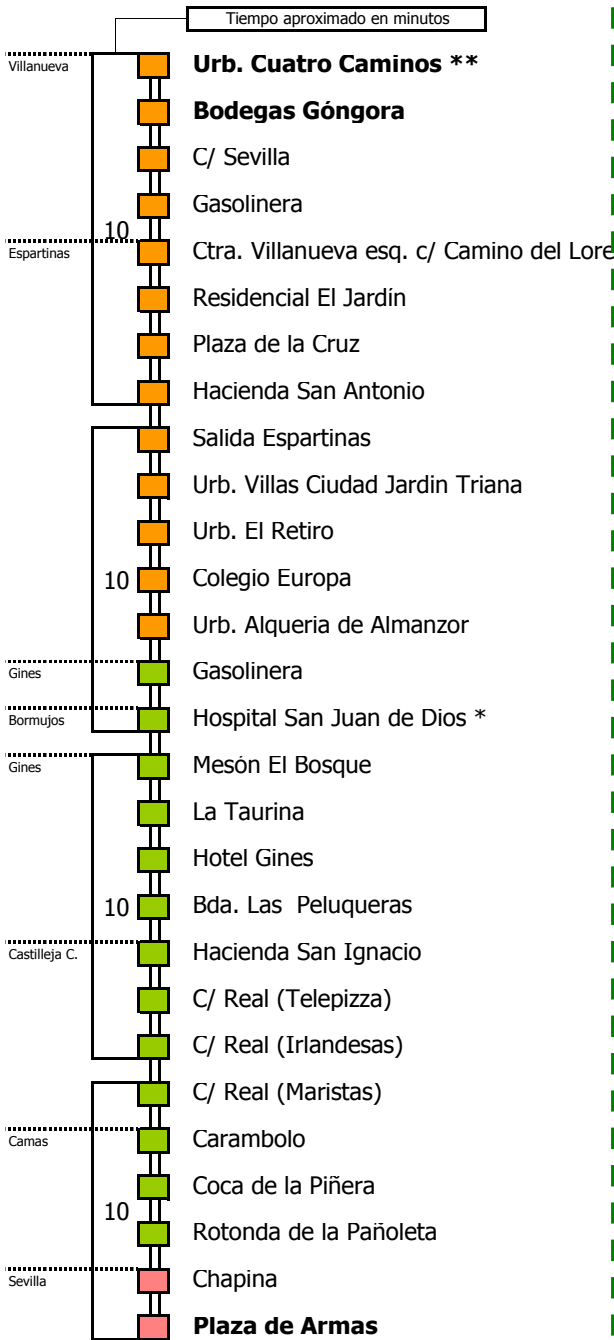 Tiempo aproximado en minutos
Villanueva
Urb. Cuatro Caminos **
Bodegas Góngora
C/ Sevilla
Gasolinera
10
Espartinas
Ctra. Villanueva esq. c/ Camino del Lore
Residencial El Jardín
Plaza de la Cruz
Hacienda San Antonio
Salida Espartinas
Urb. Villas Ciudad Jardin Triana
Urb. El Retiro
10
Colegio Europa
Urb. Alqueria de Almanzor
Gines
Gasolinera
Bormujos
Hospital San Juan de Dios *
Gines
Mesón El Bosque
La Taurina
Hotel Gines
10
Bda. Las  Peluqueras
Castilleja C.
Hacienda San Ignacio
C/ Real (Telepizza)
C/ Real (Irlandesas)
C/ Real (Maristas)
Camas
Carambolo
Coca de la Piñera
10
Rotonda de la Pañoleta
Sevilla
Chapina
Plaza de Armas